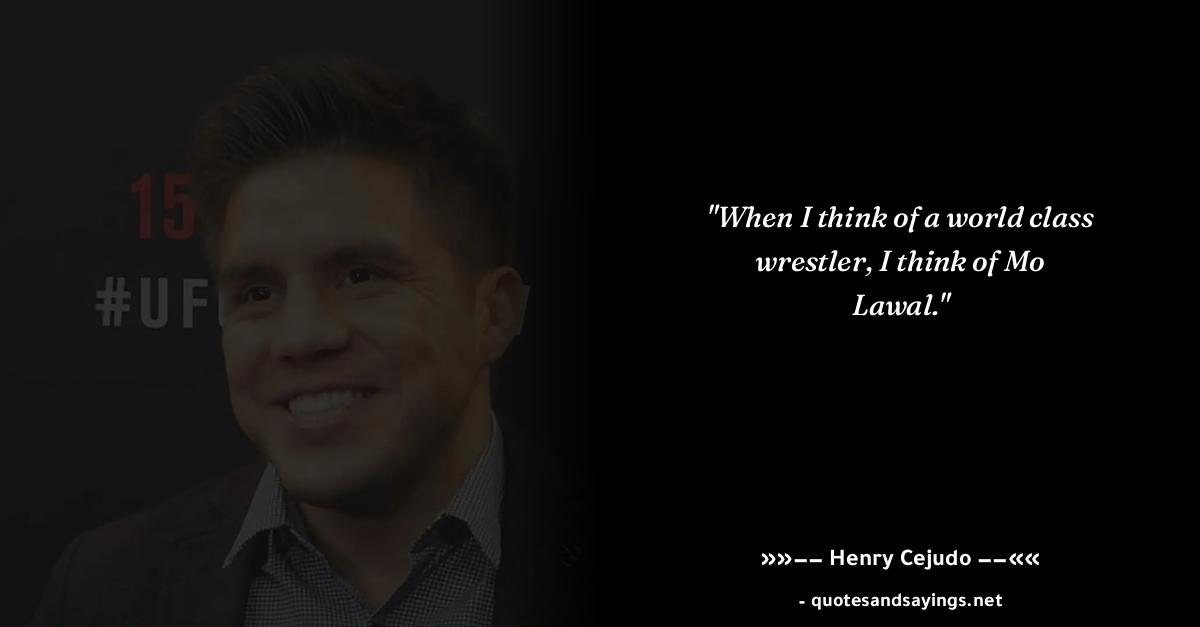 15
#UF
"When I think of a world class
wrestler, I think of Mo
Lawal."
»»−− Henry Cejudo −−««
- quotesandsayings.net